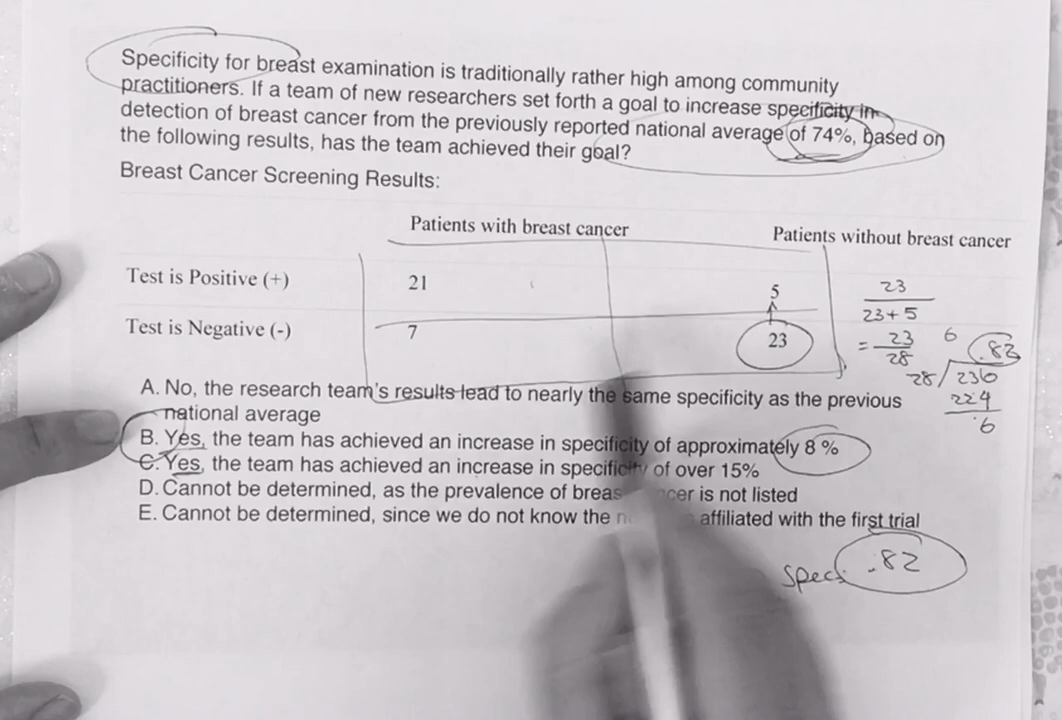 Specificity for breast examination is traditionally rather high among community
practitioners. If a team of new researchers set forth a goal to increase specificity in
detection of breast cancer from the previously reported national average of 74%, based on
the following results, has the team achieved their goal?
Breast Cancer Screening Results:
Patients with breast cancer Patients without breast cancer
Test is Positive (+) 21 5
Test is Negative (-) 7 23
23
23+5
= 23
28
6
.82
28 236
224
6
A. No, the research team's results lead to nearly the same specificity as the previous
national average
B. Yes, the team has achieved an increase in specificity of approximately 8 %
C. Yes, the team has achieved an increase in specificity of over 15%
D. Cannot be determined, as the prevalence of is not listed
E. Cannot be determined, since we do not know the affiliated with the first trial
Spec: .82